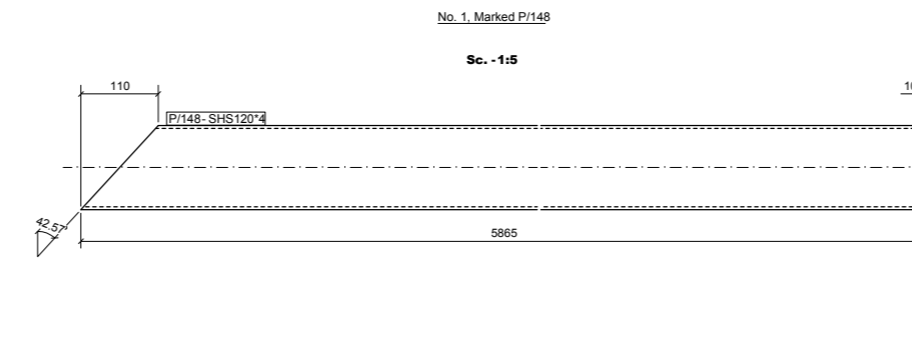 No. 1, Marked P/148
Sc. -1:5
110
P/148- SHS120*4
42.57°
5865